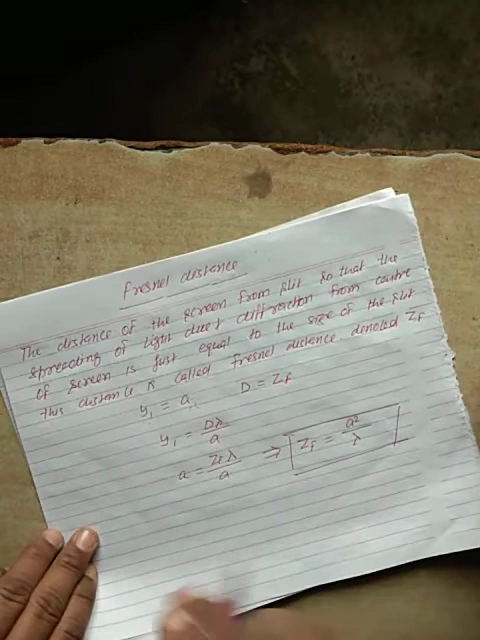 fresnel distance
The distance of the screen from slit so that the
spreading of light due t diffraction from centre
of screen is just equal to the size of the slit
this distance is called fresnel distance denoted ZF
y1 = a, D = ZF
y1 = Dλ/a
a = ZFλ/a ⇒ ZF = a²/λ